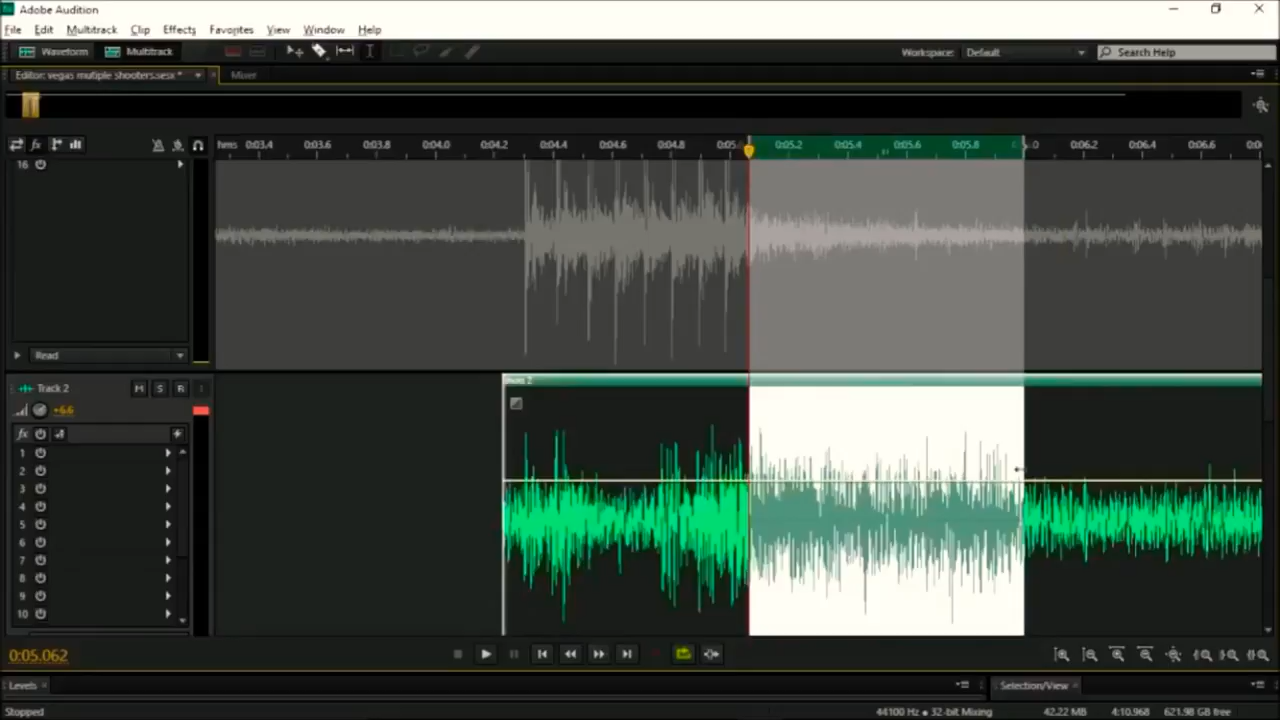 Adobe Audition
File Edit Multitrack Clip Effects Favorites View Window Help
Waveform Multitrack Workspace: Default Search Help
Editor: vegas mutiple shooters.sesx * Mixer
hms 0:03.4 0:03.6 0:03.8 0:04.0 0:04.2 0:04.4 0:04.6 0:04.8 0:05.2 0:05.4 0:05.6 0:05.8 0:06.2 0:06.4 0:06.6
16
Read
Track 2 M S R I
+6.6
fx
1
2
3
4
5
6
7
8
9
10
0:05.062
Levels Selection/View
Stopped 44100 Hz ● 32-bit Mixing 42.22 MB 4:10.968 621.98 GB free